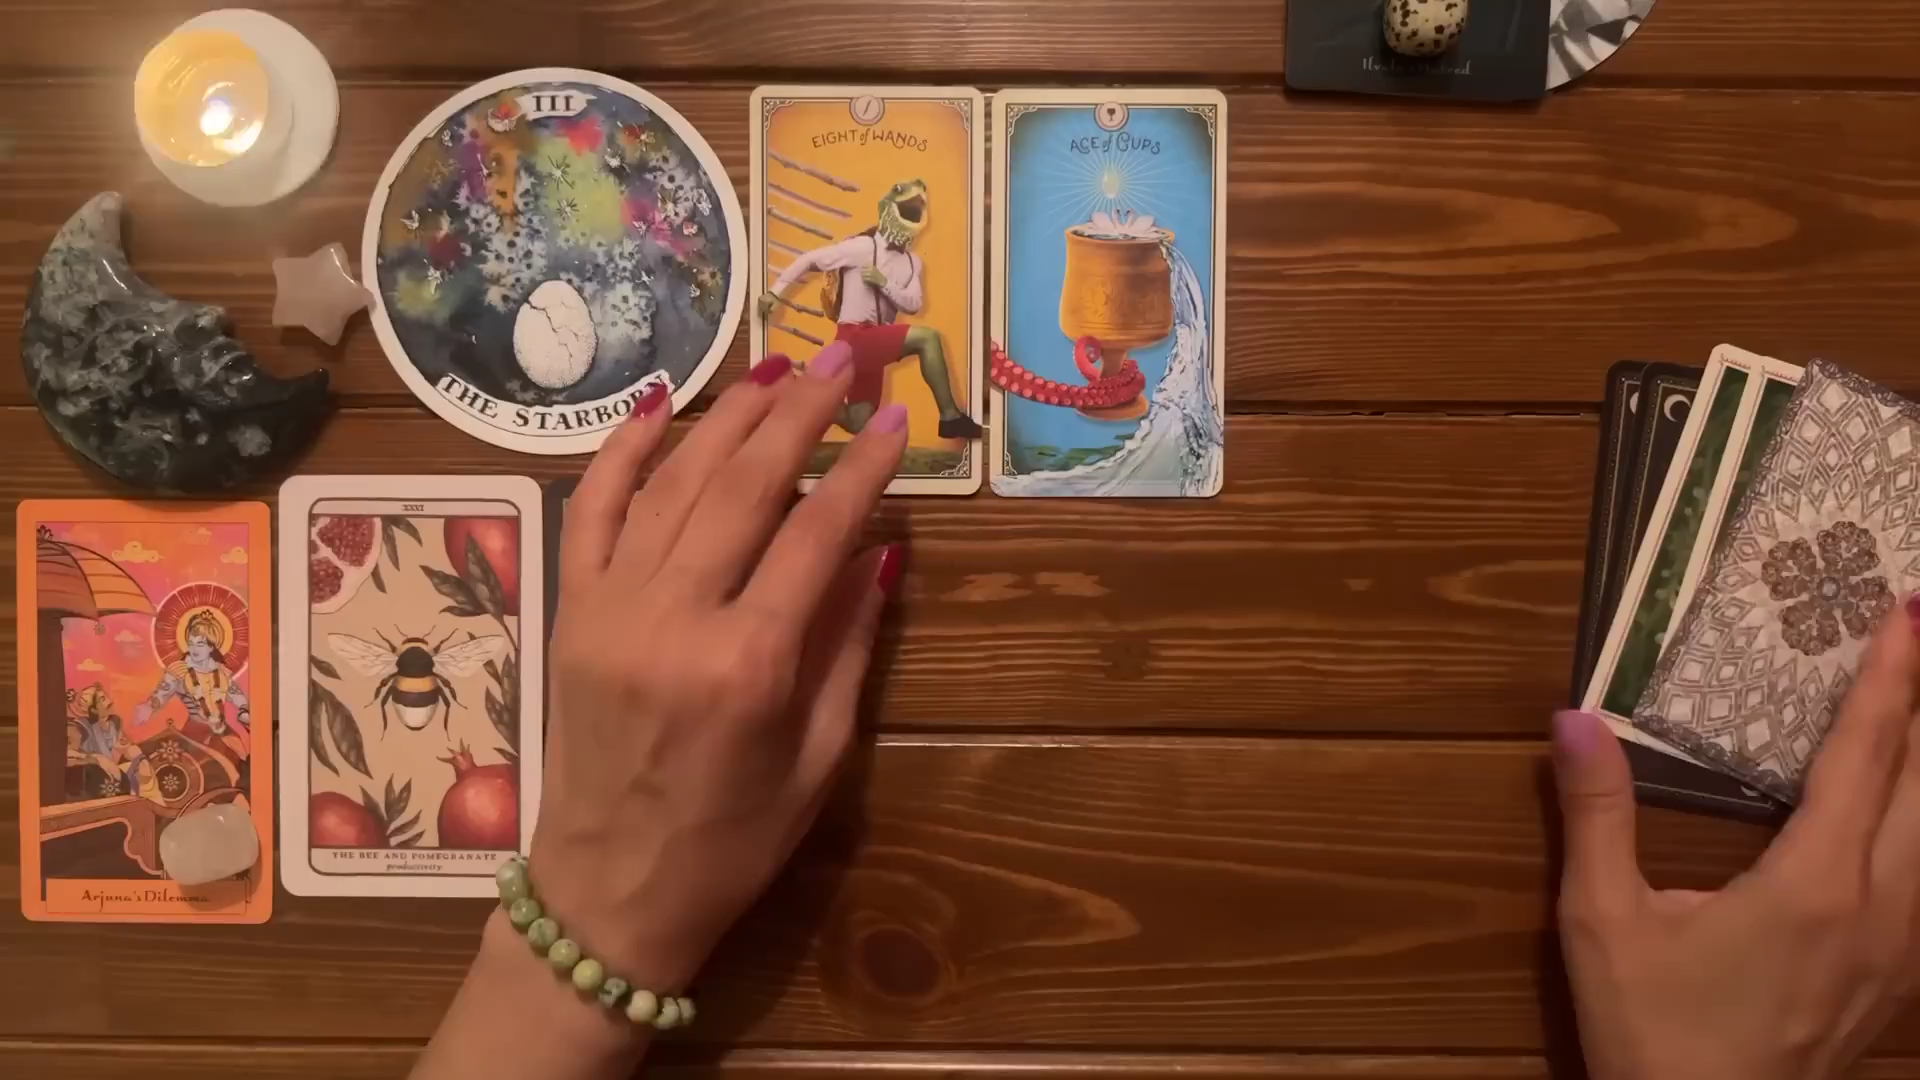 III
THE STARBORN
EIGHT of WANDS
ACE of CUPS
Arjuna's Dilemma
XXXI
THE BEE AND POMEGRANATE
productivity